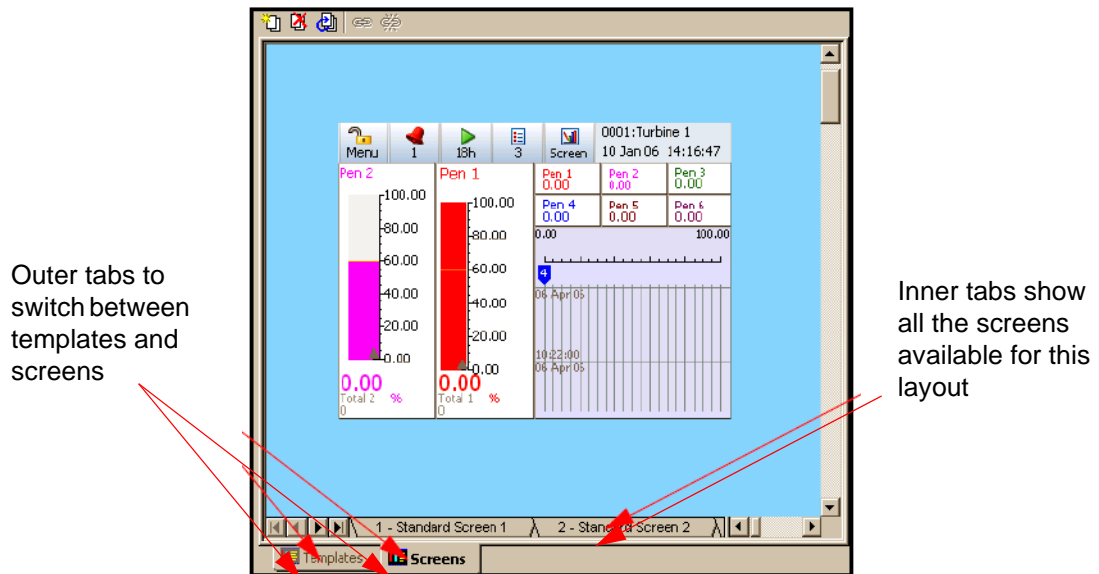 Menu
1
18h
3
Screen
0001:Turbine 1
10 Jan 06 14:16:47
Pen 2
100.00
80.00
60.00
40.00
20.00
0.00
0.00
Total 2 %
0
Pen 1
100.00
80.00
60.00
40.00
20.00
0.00
0.00
Total 1 %
0
Pen 1
0.00
Pen 2
0.00
Pen 3
0.00
Pen 4
0.00
Pen 5
0.00
Pen 6
0.00
0.00 100.00
4
06 Apr 05
10:22:00
06 Apr 05
Outer tabs to
switch between
templates and
screens
Inner tabs show
all the screens
available for this
layout
1 - Standard Screen 1
2 - Standard Screen 2
Templates
Screens